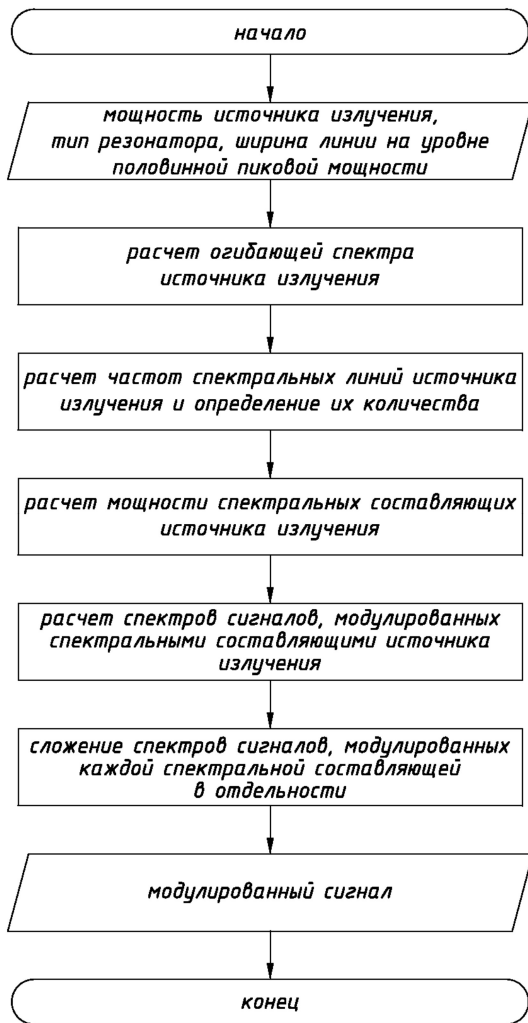 начало
мощность источника излучения,
тип резонатора, ширина линии на уровне
половинной пиковой мощности
расчет огибающей спектра
источника излучения
расчет частот спектральных линий источника
излучения и определение их количества
расчет мощности спектральных составляющих
источника излучения
расчет спектров сигналов, модулированных
спектральными составляющими источника
излучения
сложение спектров сигналов, модулированных
каждой спектральной составляющей
в отдельности
модулированный сигнал
конец